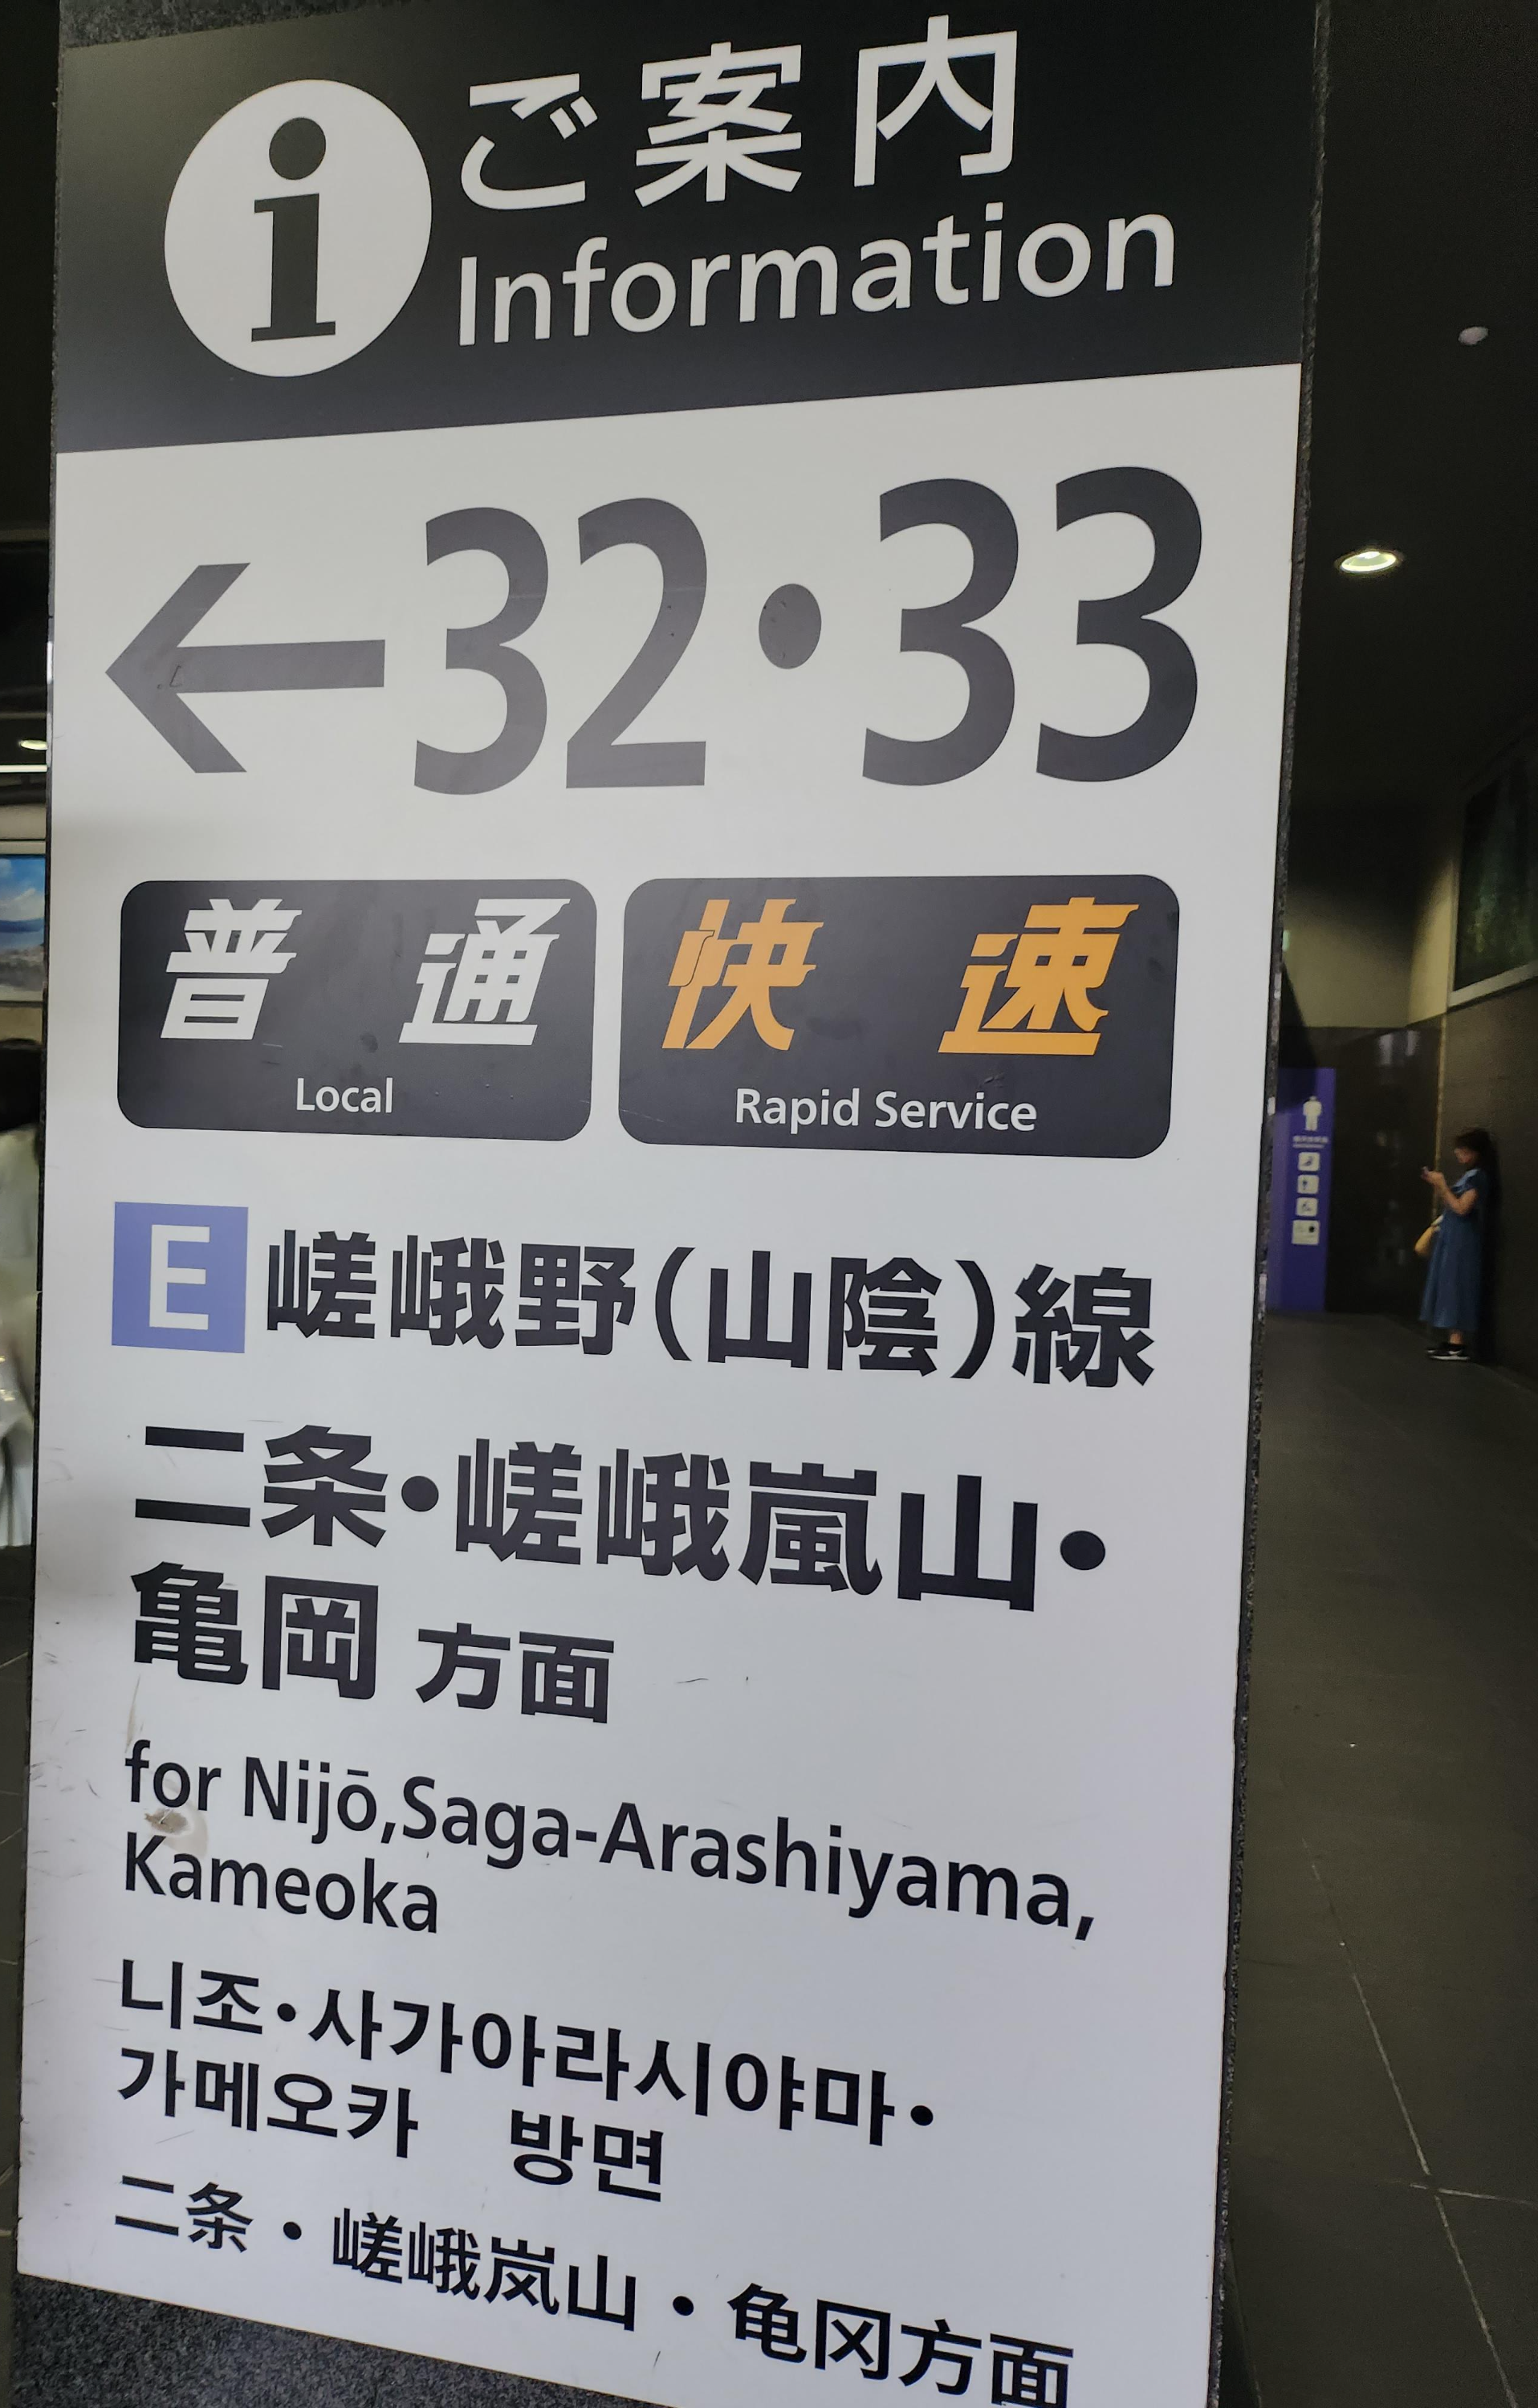 i ご案内
Information
←32・33
普通 快速
Local Rapid Service
E 嵯峨野(山陰)線
二条・嵯峨嵐山・
亀岡 方面
for Nijō,Saga-Arashiyama,
Kameoka
니조・사가아라시야마・
가메오카 방면
二条・嵯峨岚山・龟冈方面